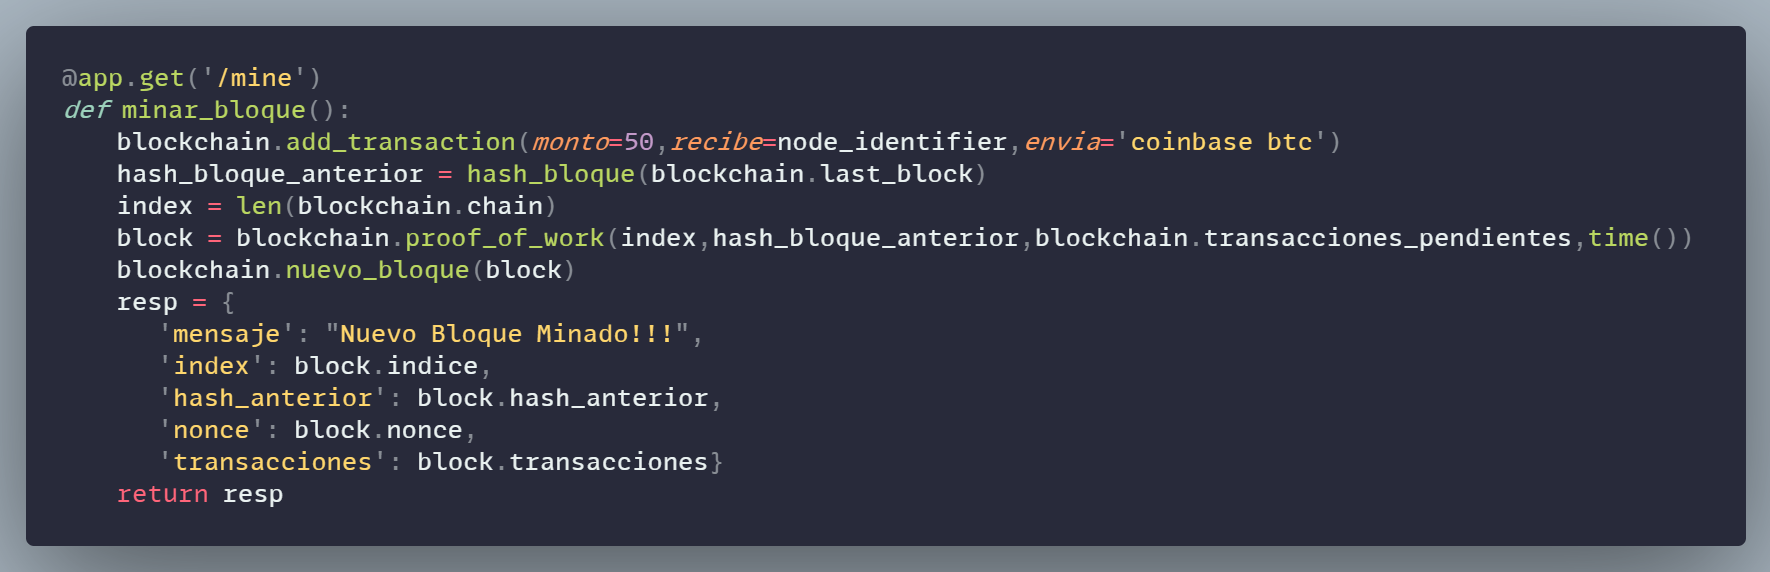 @app.get('/mine')
def minar_bloque():
    blockchain.add_transaction(monto=50,recibe=node_identifier,envia='coinbase btc')
    hash_bloque_anterior = hash_bloque(blockchain.last_block)
    index = len(blockchain.chain)
    block = blockchain.proof_of_work(index,hash_bloque_anterior,blockchain.transacciones_pendientes,time())
    blockchain.nuevo_bloque(block)
    resp = {
       'mensaje': "Nuevo Bloque Minado!!!",
       'index': block.indice,
       'hash_anterior': block.hash_anterior,
       'nonce': block.nonce,
       'transacciones': block.transacciones}
    return resp